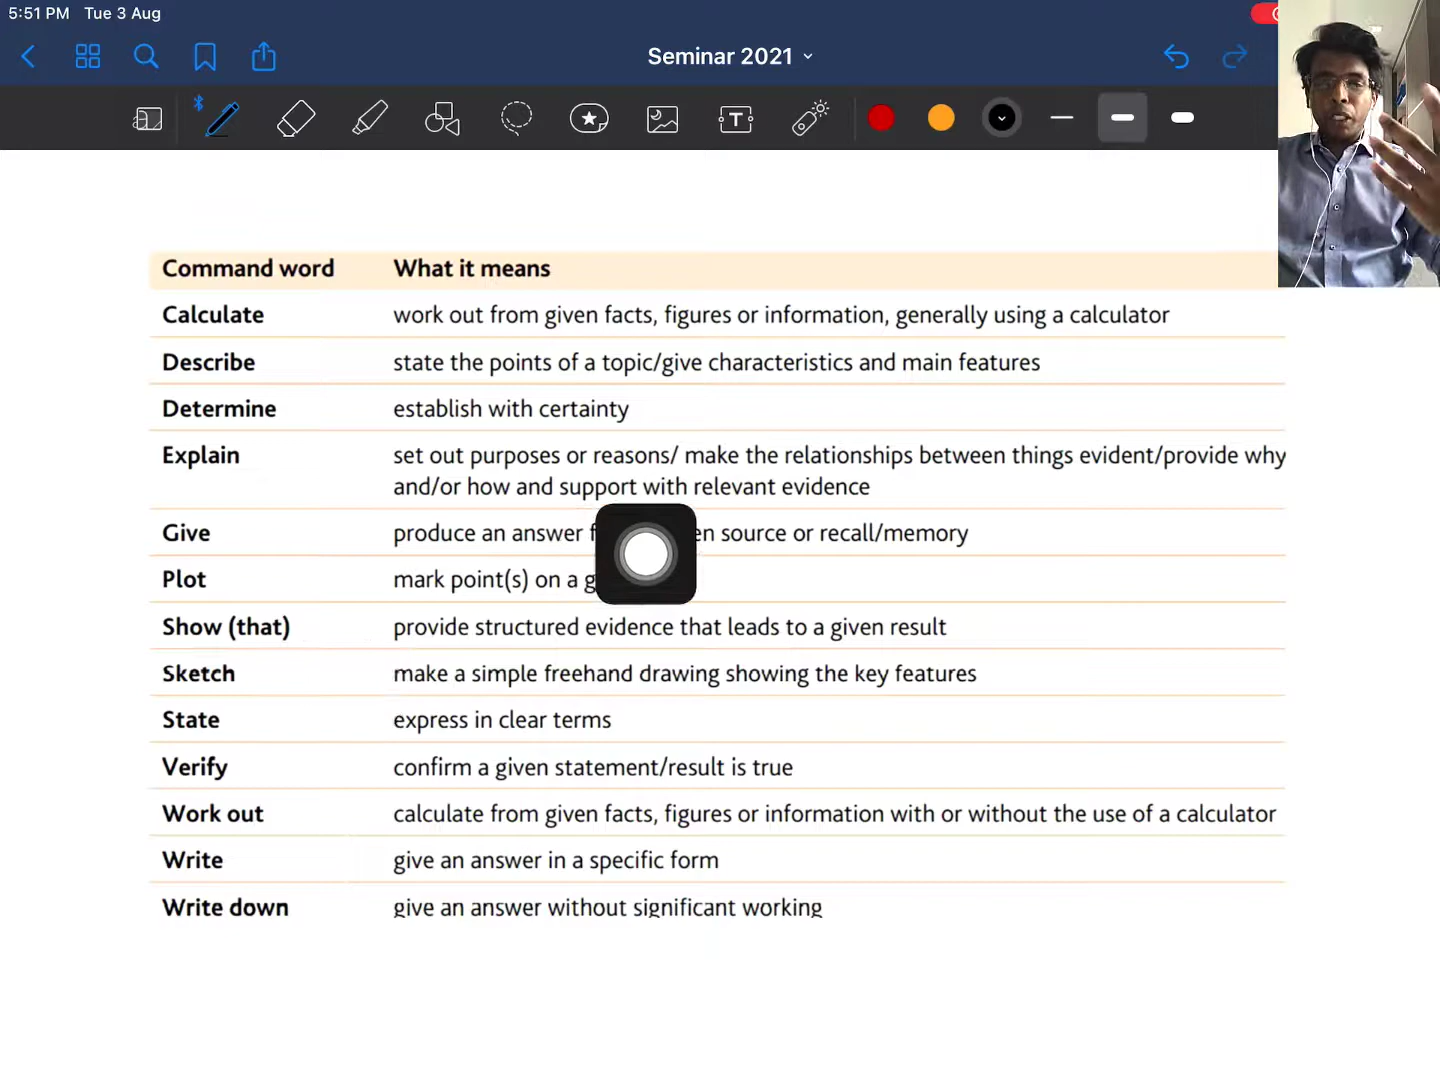 5:51 PM Tue 3 Aug
Seminar 2021
Command word What it means
Calculate work out from given facts, figures or information, generally using a calculator
Describe state the points of a topic/give characteristics and main features
Determine establish with certainty
Explain set out purposes or reasons/ make the relationships between things evident/provide why
and/or how and support with relevant evidence
Give produce an answer source or recall/memory
Plot mark point(s) on a
Show (that) provide structured evidence that leads to a given result
Sketch make a simple freehand drawing showing the key features
State express in clear terms
Verify confirm a given statement/result is true
Work out calculate from given facts, figures or information with or without the use of a calculator
Write give an answer in a specific form
Write down give an answer without significant working